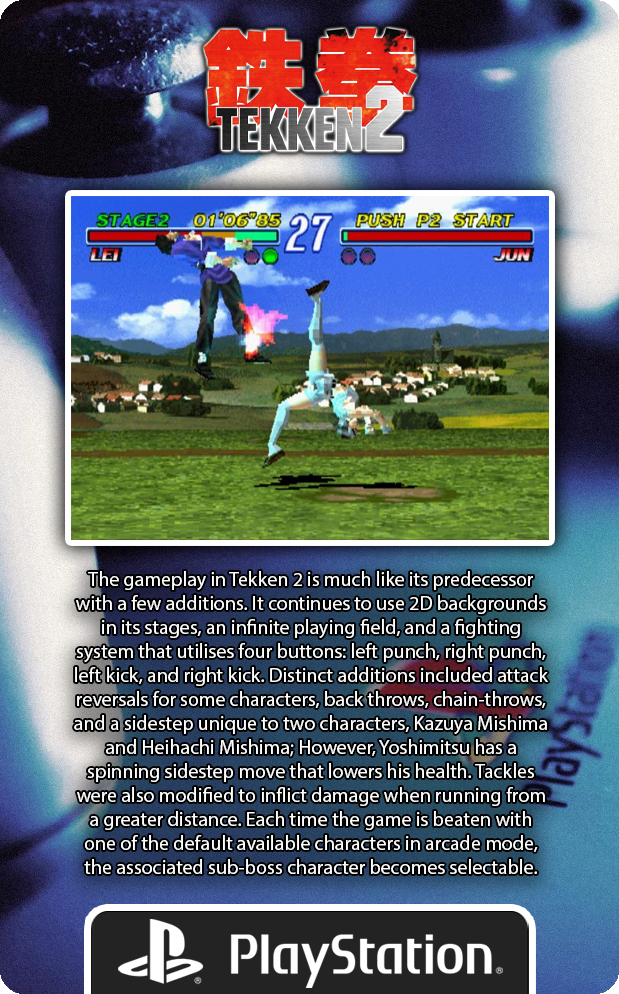 鉄拳
TEKKEN 2
STAGE2 01'06"85 27 PUSH P2 START
LEI JUN
The gameplay in Tekken 2 is much like its predecessor
with a few additions. It continues to use 2D backgrounds
in its stages, an infinite playing field, and a fighting
system that utilises four buttons: left punch, right punch,
left kick, and right kick. Distinct additions included attack
reversals for some characters, back throws, chain-throws,
and a sidestep unique to two characters, Kazuya Mishima
and Heihachi Mishima; However, Yoshimitsu has a
spinning sidestep move that lowers his health. Tackles
were also modified to inflict damage when running from
a greater distance. Each time the game is beaten with
one of the default available characters in arcade mode,
the associated sub-boss character becomes selectable.
PlayStation
® PlayStation®